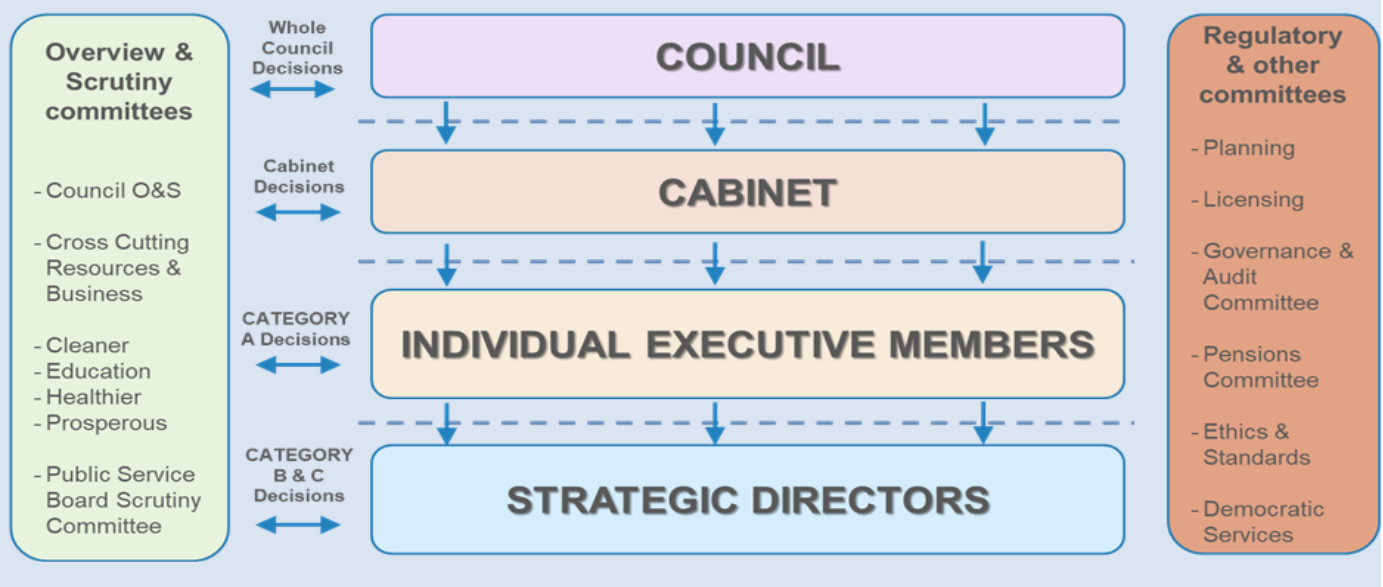 Overview &
Scrutiny
committees
- Council O&S
- Cross Cutting
Resources &
Business
- Cleaner
- Education
- Healthier
- Prosperous
- Public Service
Board Scrutiny
Committee
Whole
Council
Decisions
COUNCIL
Cabinet
Decisions
CABINET
CATEGORY
A Decisions
INDIVIDUAL EXECUTIVE MEMBERS
CATEGORY
B & C
Decisions
STRATEGIC DIRECTORS
Regulatory
& other
committees
- Planning
- Licensing
- Governance &
Audit
Committee
- Pensions
Committee
- Ethics &
Standards
- Democratic
Services